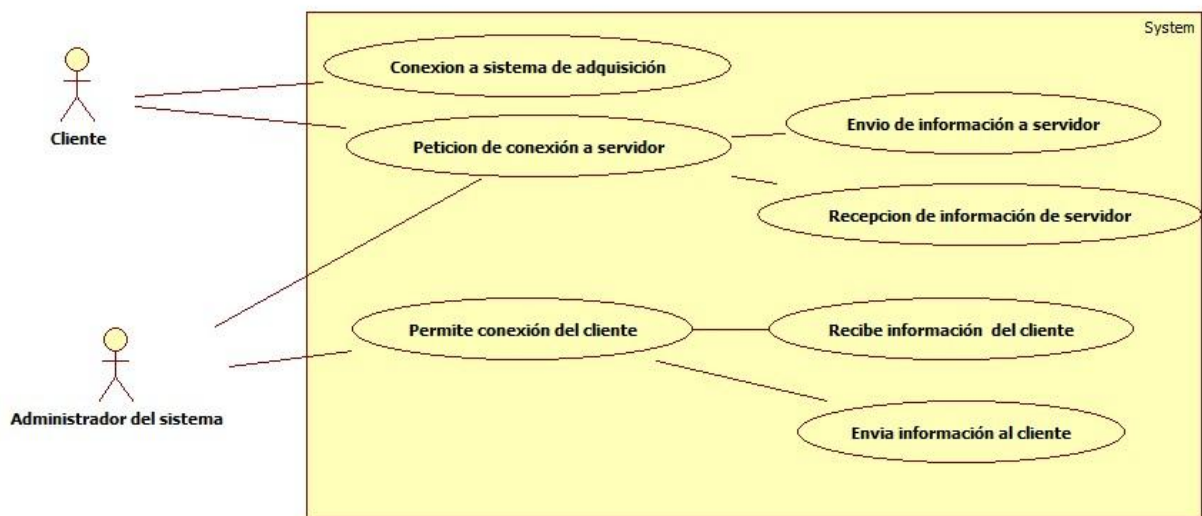 System
Conexion a sistema de adquisición
Cliente
Peticion de conexión a servidor
Envio de información a servidor
Recepcion de información de servidor
Permite conexión del cliente
Recibe información del cliente
Administrador del sistema
Envia información al cliente